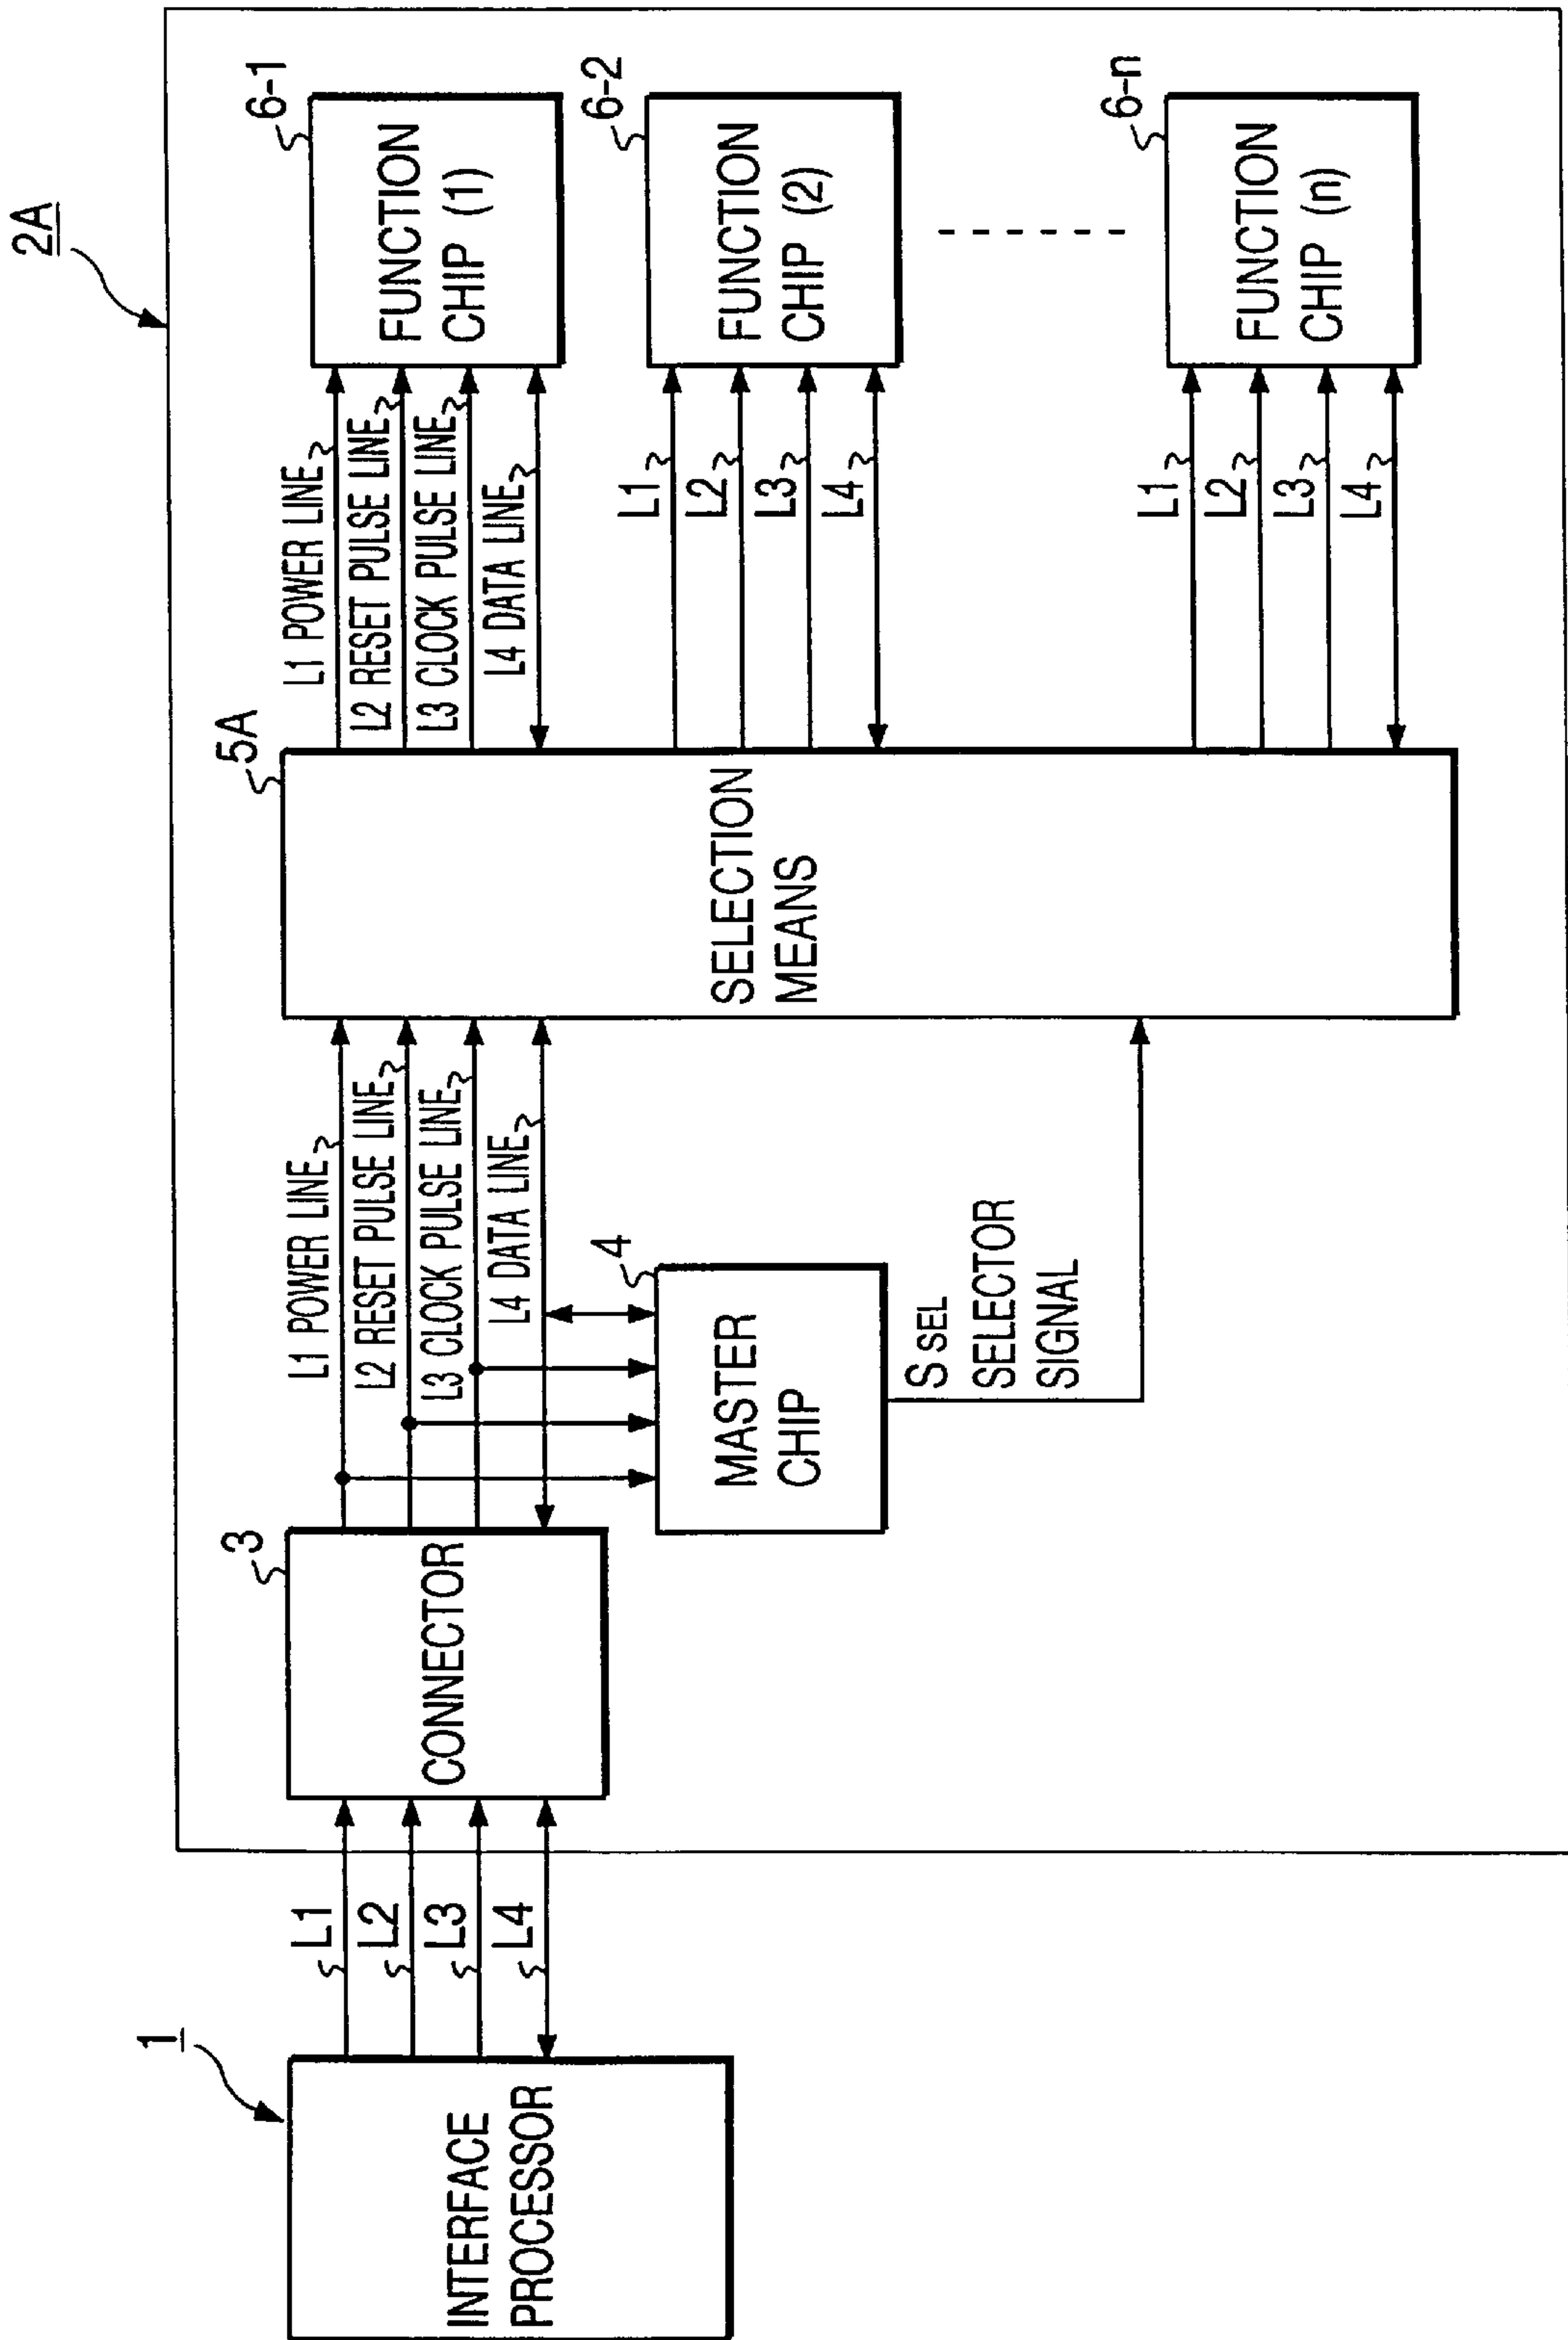 1
INTERFACE
PROCESSOR
L1
L2
L3
L4
2A
3
CONNECTOR
L1 POWER LINE
L2 RESET PULSE LINE
L3 CLOCK PULSE LINE
L4 DATA LINE
4
MASTER
CHIP
S SEL
SELECTOR
SIGNAL
5A
SELECTION
MEANS
L1 POWER LINE
L2 RESET PULSE LINE
L3 CLOCK PULSE LINE
L4 DATA LINE
6-1
FUNCTION
CHIP (1)
L1
L2
L3
L4
6-2
FUNCTION
CHIP (2)
L1
L2
L3
L4
6-n
FUNCTION
CHIP (n)